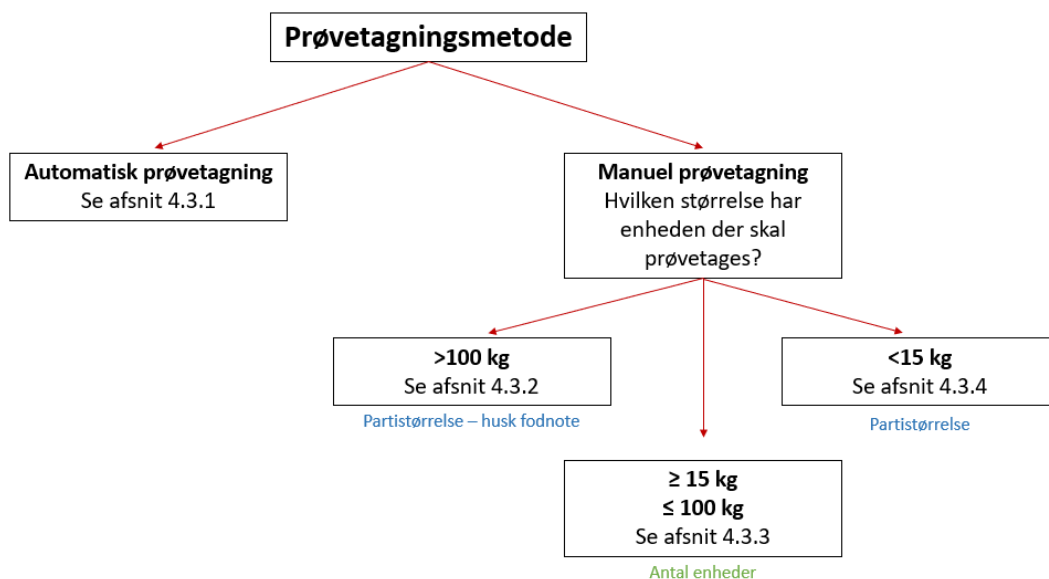 Prøvetagningsmetode
Automatisk prøvetagning
Se afsnit 4.3.1
Manuel prøvetagning
Hvilken størrelse har
enheden der skal
prøvetages?
>100 kg
Se afsnit 4.3.2
Partistørrelse – husk fodnote
<15 kg
Se afsnit 4.3.4
Partistørrelse
≥ 15 kg
≤ 100 kg
Se afsnit 4.3.3
Antal enheder